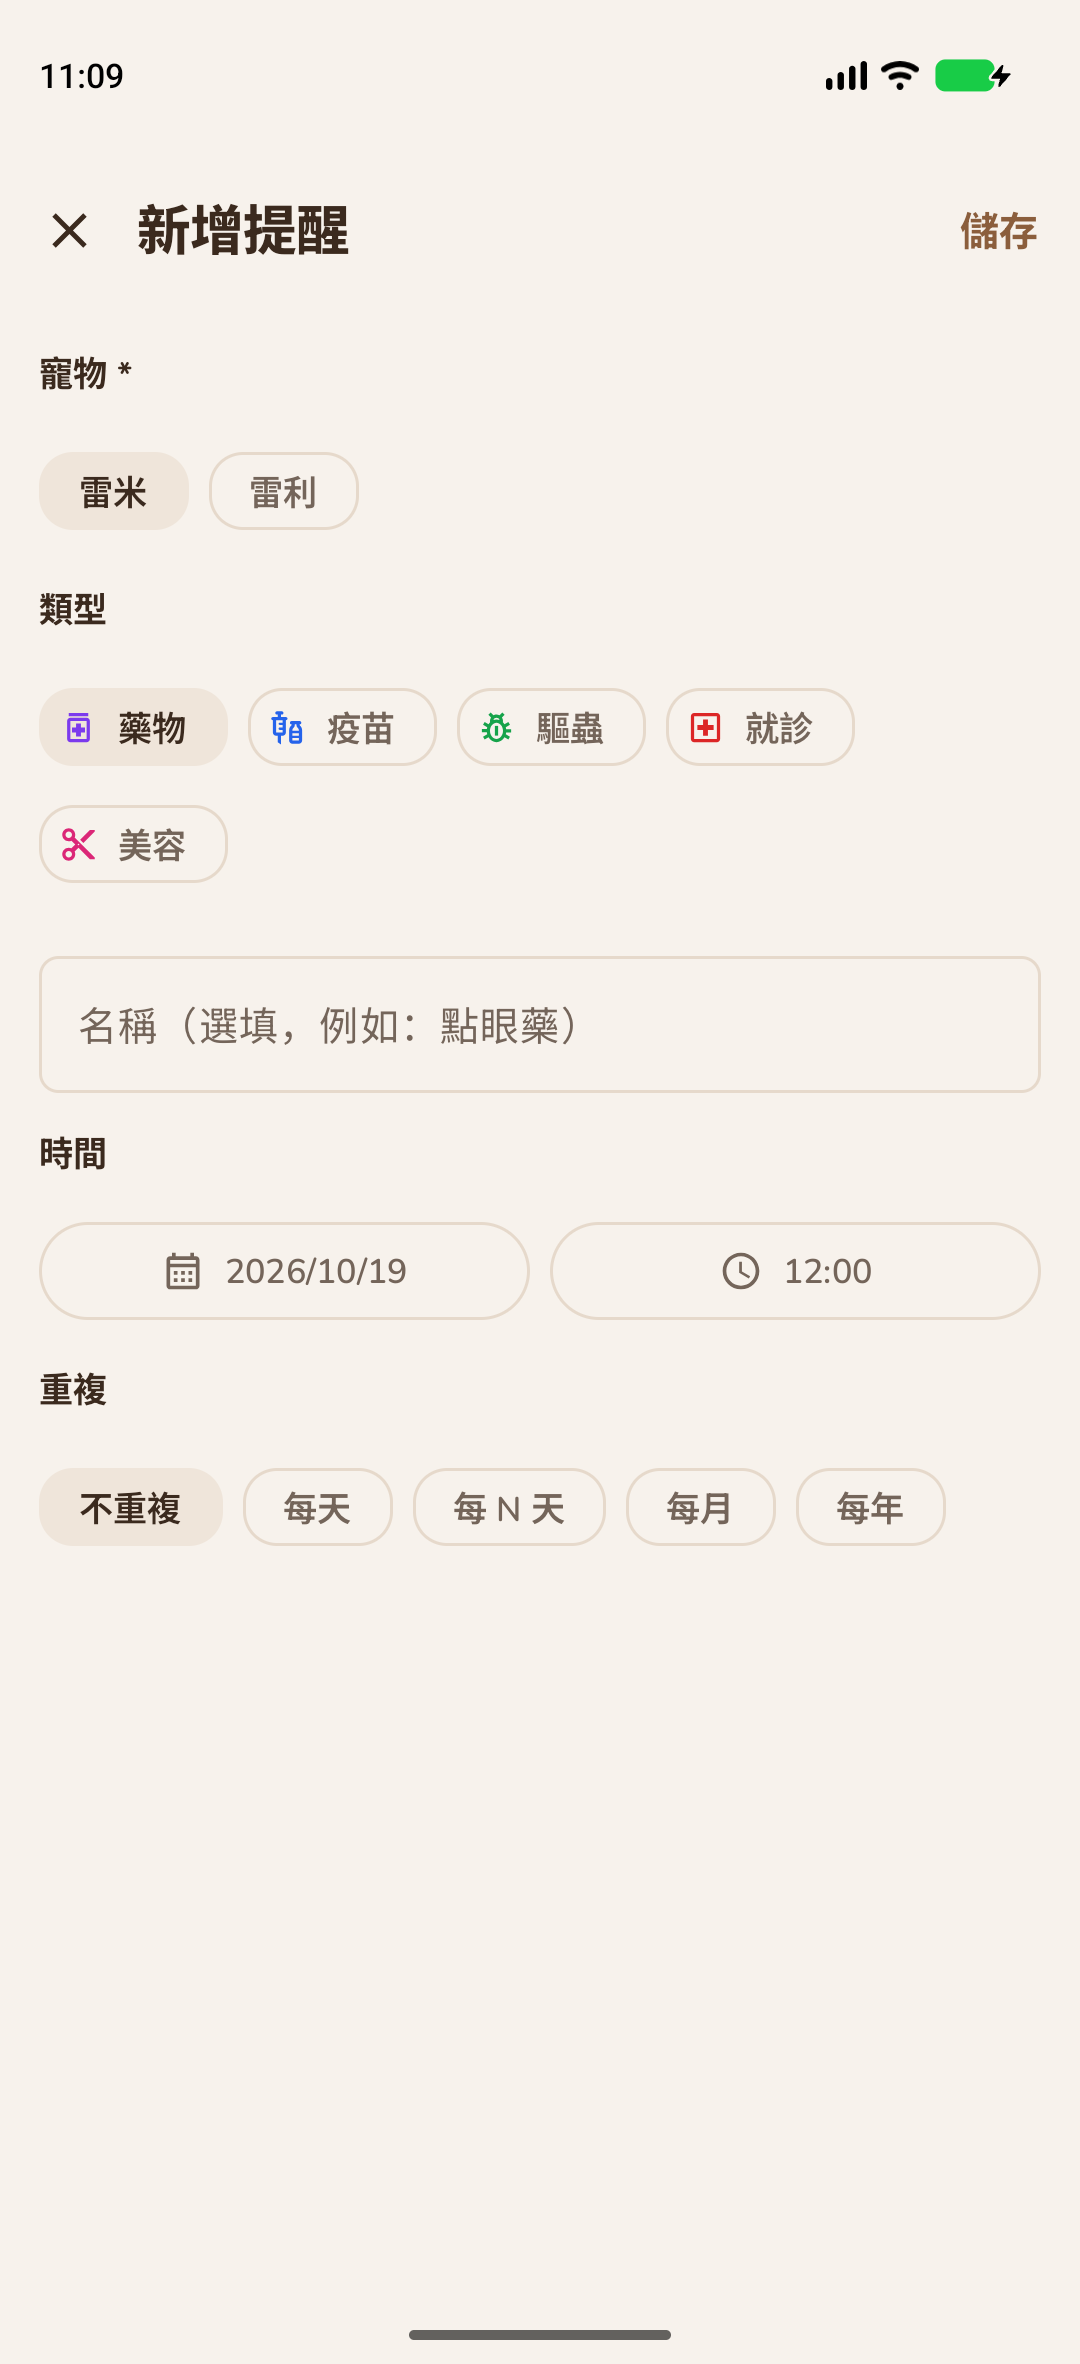 11:09
新增提醒
儲存
寵物 *
雷米 雷利
類型
藥物 疫苗 驅蟲 就診
美容
名稱（選填，例如：點眼藥）
時間
2026/10/19 12:00
重複
不重複 每天 每 N 天 每月 每年